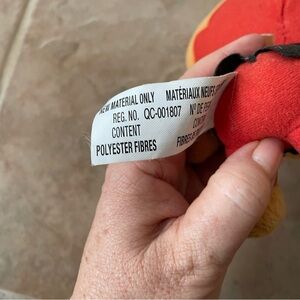 NEW MATERIAL ONLY MATÉRIAUX NEUFS
REG. NO. QC-001807 Nº DE
CONTENT
POLYESTER FIBRES FIBRES